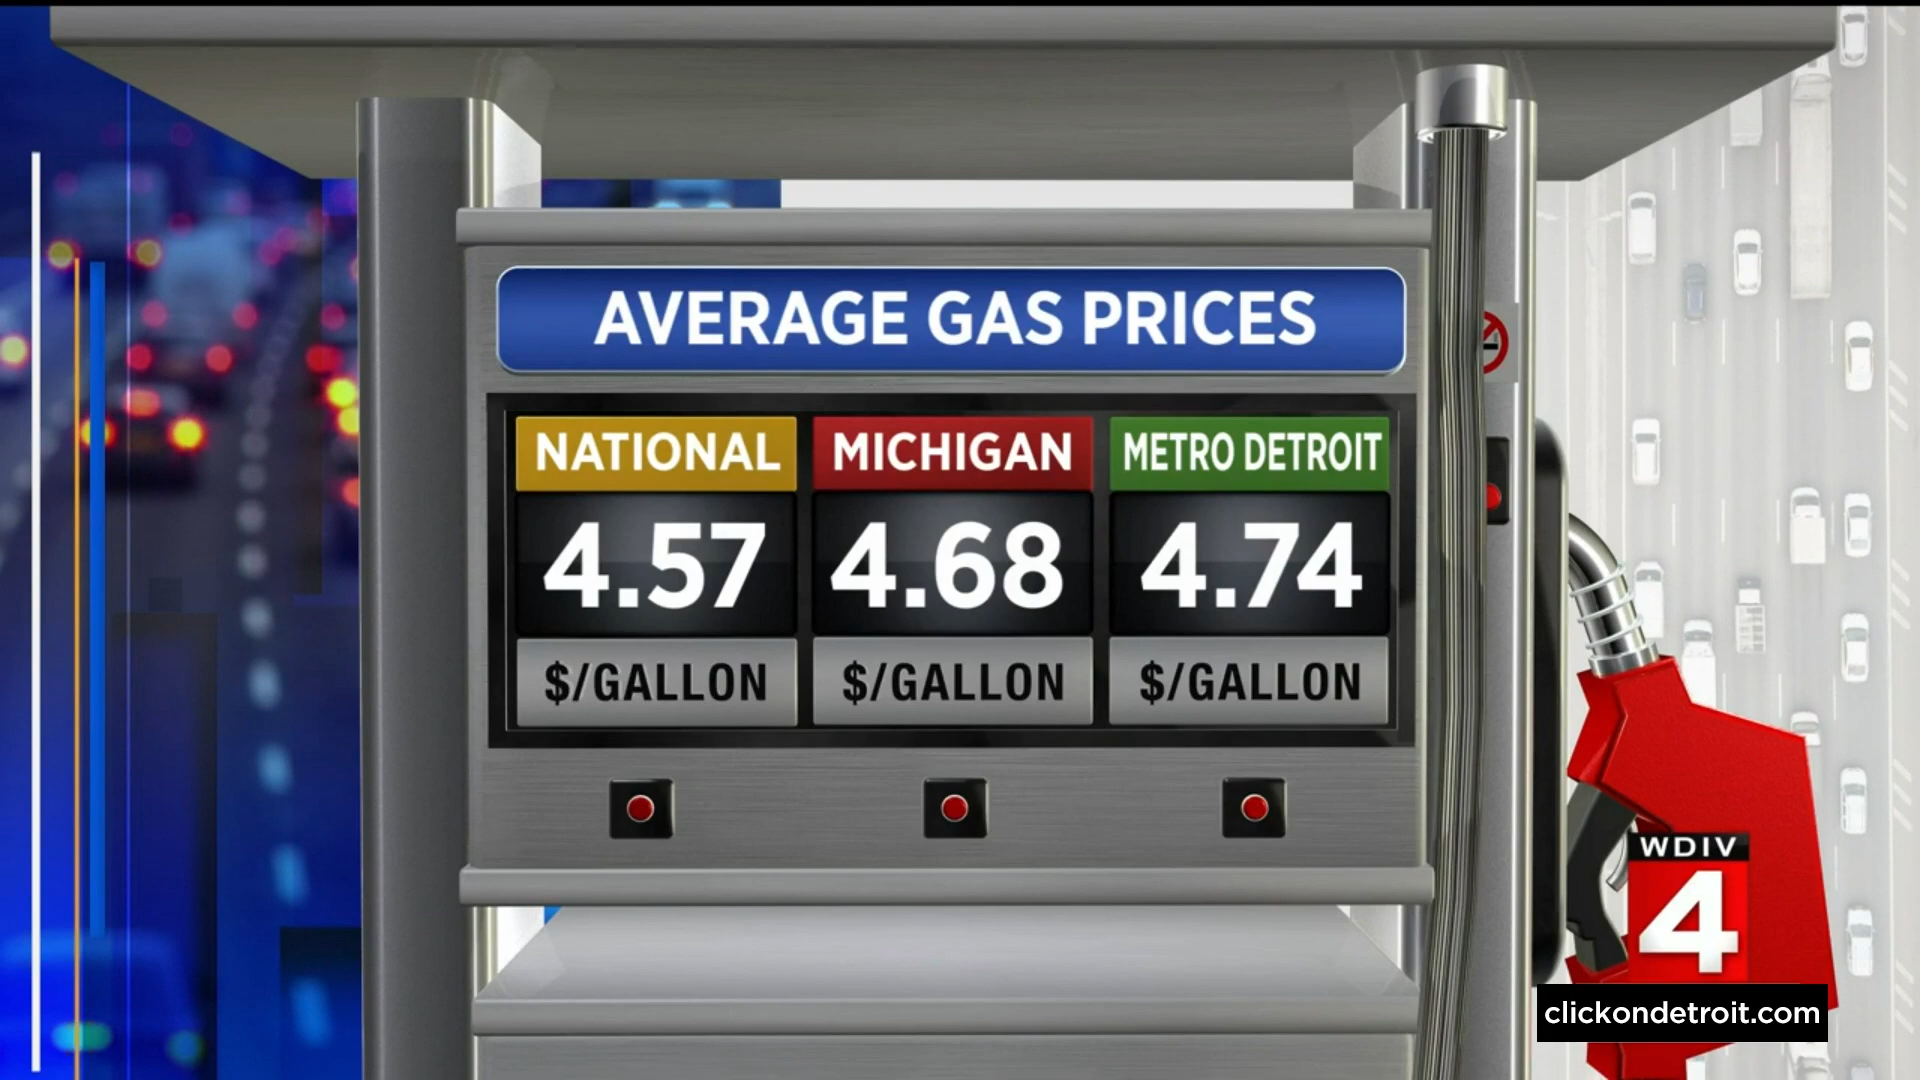 AVERAGE GAS PRICES
NATIONAL
MICHIGAN
METRO DETROIT
4.57
4.68
4.74
$/GALLON
$/GALLON
$/GALLON
WDIV
4
clickondetroit.com